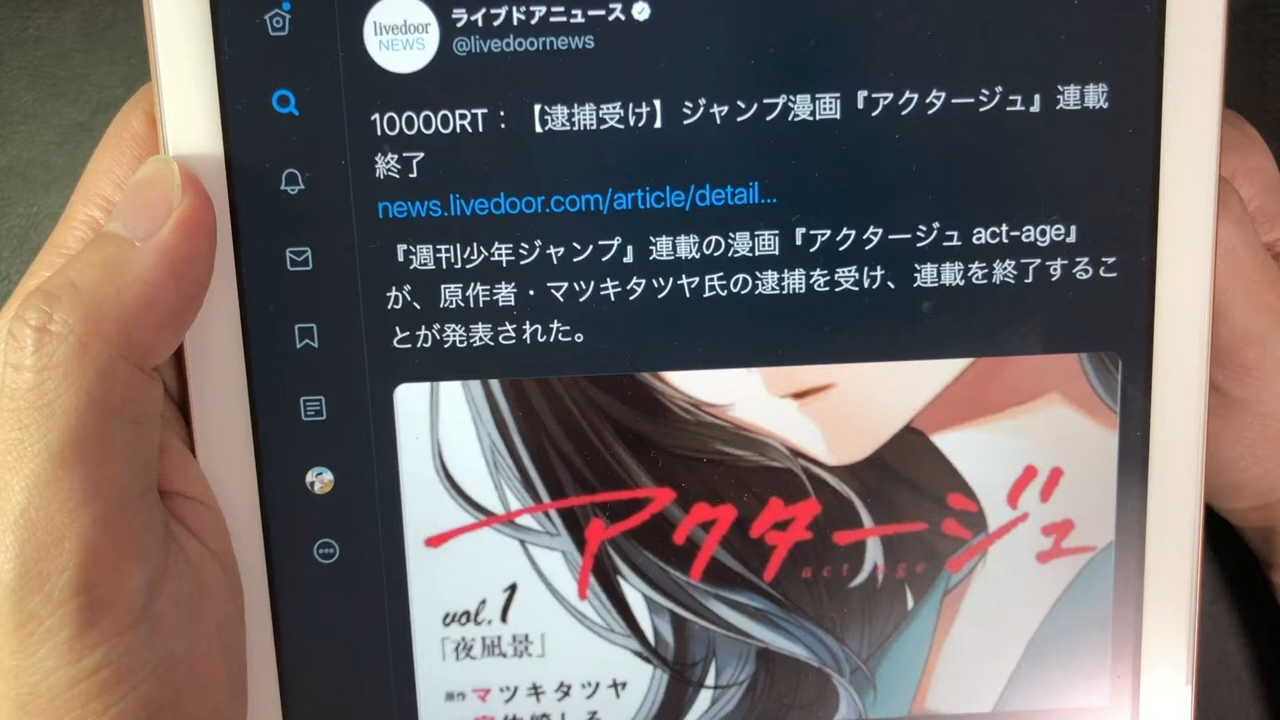 livedoor
NEWS
ライブドアニュース
@livedoornews
10000RT：【逮捕受け】ジャンプ漫画『アクタージュ』連載
終了
news.livedoor.com/article/detail...
『週刊少年ジャンプ』連載の漫画『アクタージュ act-age』
が、原作者・マツキタツヤ氏の逮捕を受け、連載を終了するこ
とが発表された。
アクタージュ
act age
vol.1
「夜凪景」
原作 マツキタツヤ